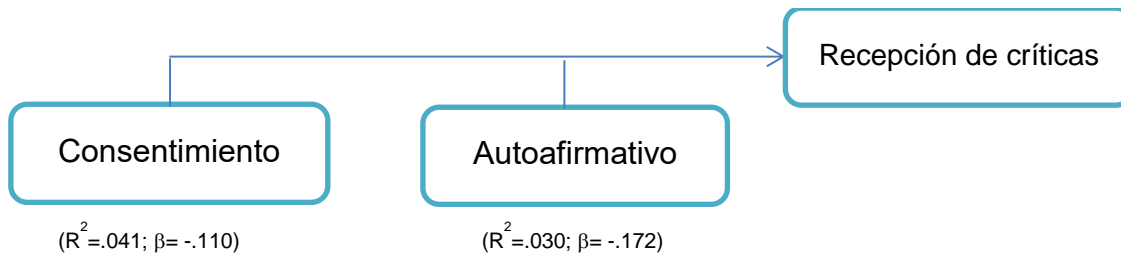 Recepción de críticas
Consentimiento
Autoafirmativo
(R²=.041; β= -.110)
(R²=.030; β= -.172)